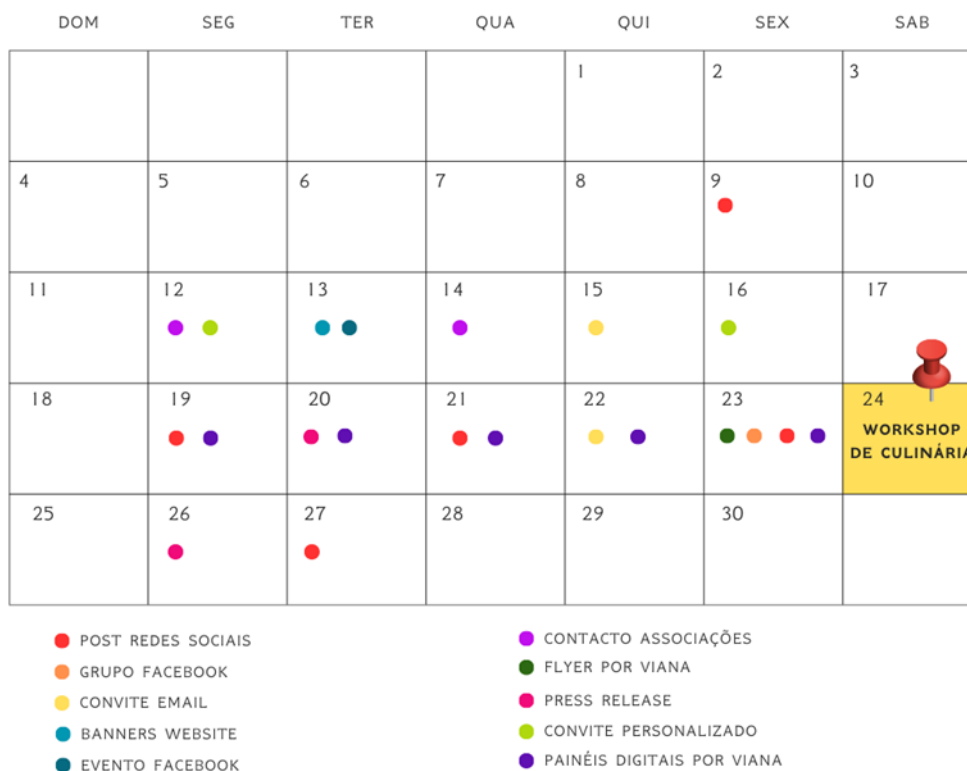 DOM SEG TER QUA QUI SEX SAB
1 2 3
4 5 6 7 8 9 10
11 12 13 14 15 16 17
18 19 20 21 22 23 24
WORKSHOP
DE CULINÁRIA
25 26 27 28 29 30
POST REDES SOCIAIS
GRUPO FACEBOOK
CONVITE EMAIL
BANNERS WEBSITE
EVENTO FACEBOOK
CONTACTO ASSOCIAÇÕES
FLYER POR VIANA
PRESS RELEASE
CONVITE PERSONALIZADO
PAINÉIS DIGITAIS POR VIANA